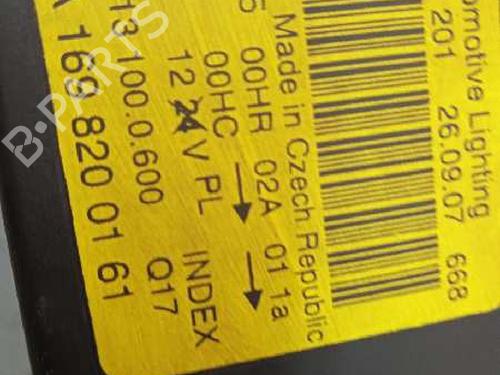 omotive Lighting
201 26.09.07 668
Made in Czech Republic
00HR 02A 01 1a
00HC
12 24 V PL INDEX
100.0.600 Q17
A 169 820 01 61
B-PARTS